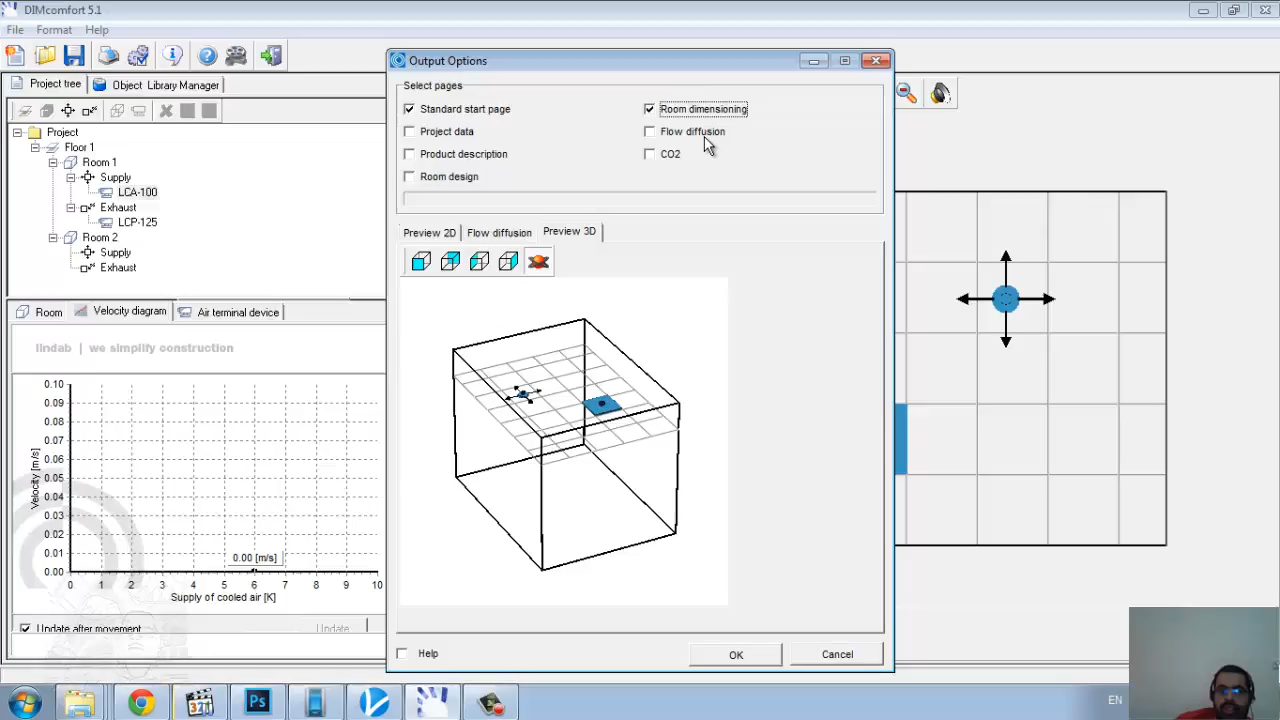 DIMcomfort 5.1
File Format Help
Project tree
Object Library Manager
Project
Floor 1
Room 1
Supply
LCA-100
Exhaust
LCP-125
Room 2
Supply
Exhaust
Room
Velocity diagram
Air terminal device
lindab | we simplify construction
Velocity [m/s]
0.10
0.09
0.08
0.07
0.06
0.05
0.04
0.03
0.02
0.01
0.00
0.00 [m/s]
0 1 2 3 4 5 6 7 8 9 10
Supply of cooled air [K]
Update after movement
Update
Output Options
Select pages
Standard start page
Room dimensioning
Project data
Flow diffusion
Product description
CO2
Room design
Preview 2D
Flow diffusion
Preview 3D
Help
OK
Cancel
321
Ps
EN